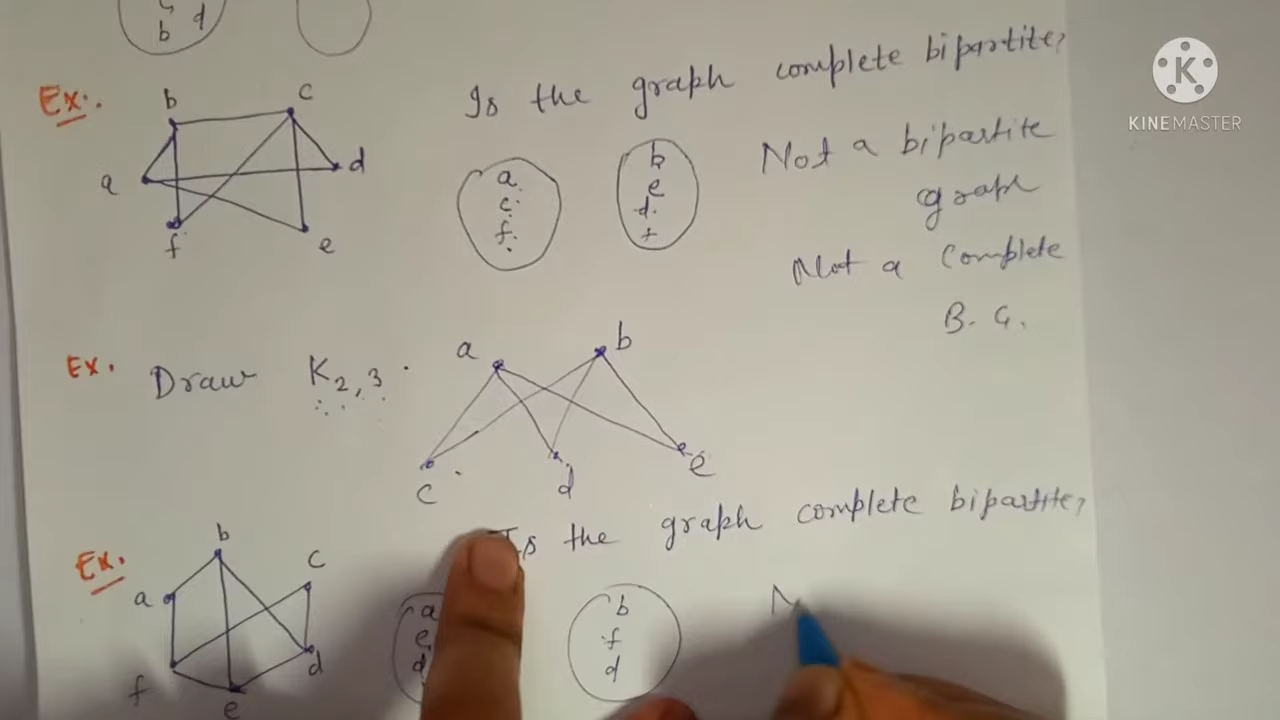 b d
Ex:.
b
c
a
d
f
e
Is the graph complete bipartite?
a.
c.
f.
b
e
d.
f
Not a bipartite
graph
Not a Complete
B. G.
Ex.
Draw K2,3.
a
b
c
d
e
Ex.
b
c
a
f
d
e
Is the graph complete bipartite?
a
e
d
b
f
d
K
KINEMASTER